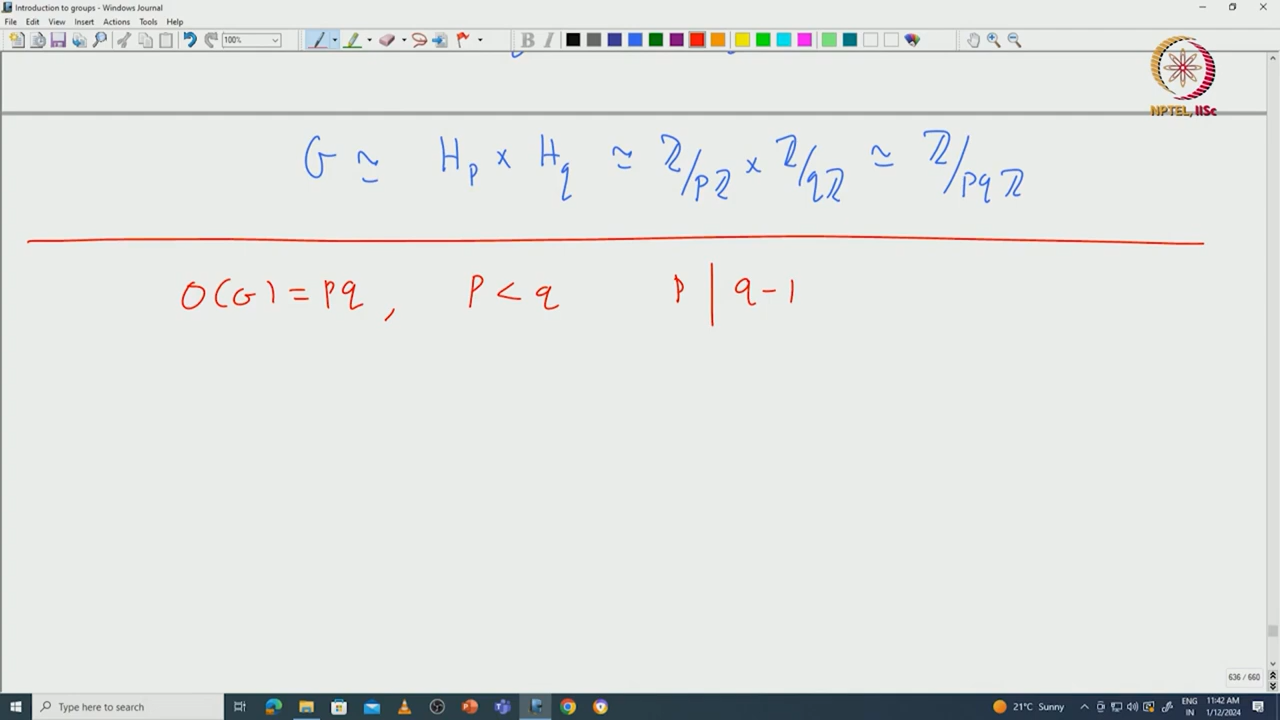 Introduction to groups - Windows Journal
File Edit View Insert Actions Tools Help
100%
B I
NPTEL, IISc
G ≃ H_p × H_q ≃ ℤ/pℤ × ℤ/qℤ ≃ ℤ/pqℤ
O(G) = pq, p < q p | q-1
636 / 660
Type here to search
21°C Sunny
ENG
IN
11:42 AM
1/12/2024